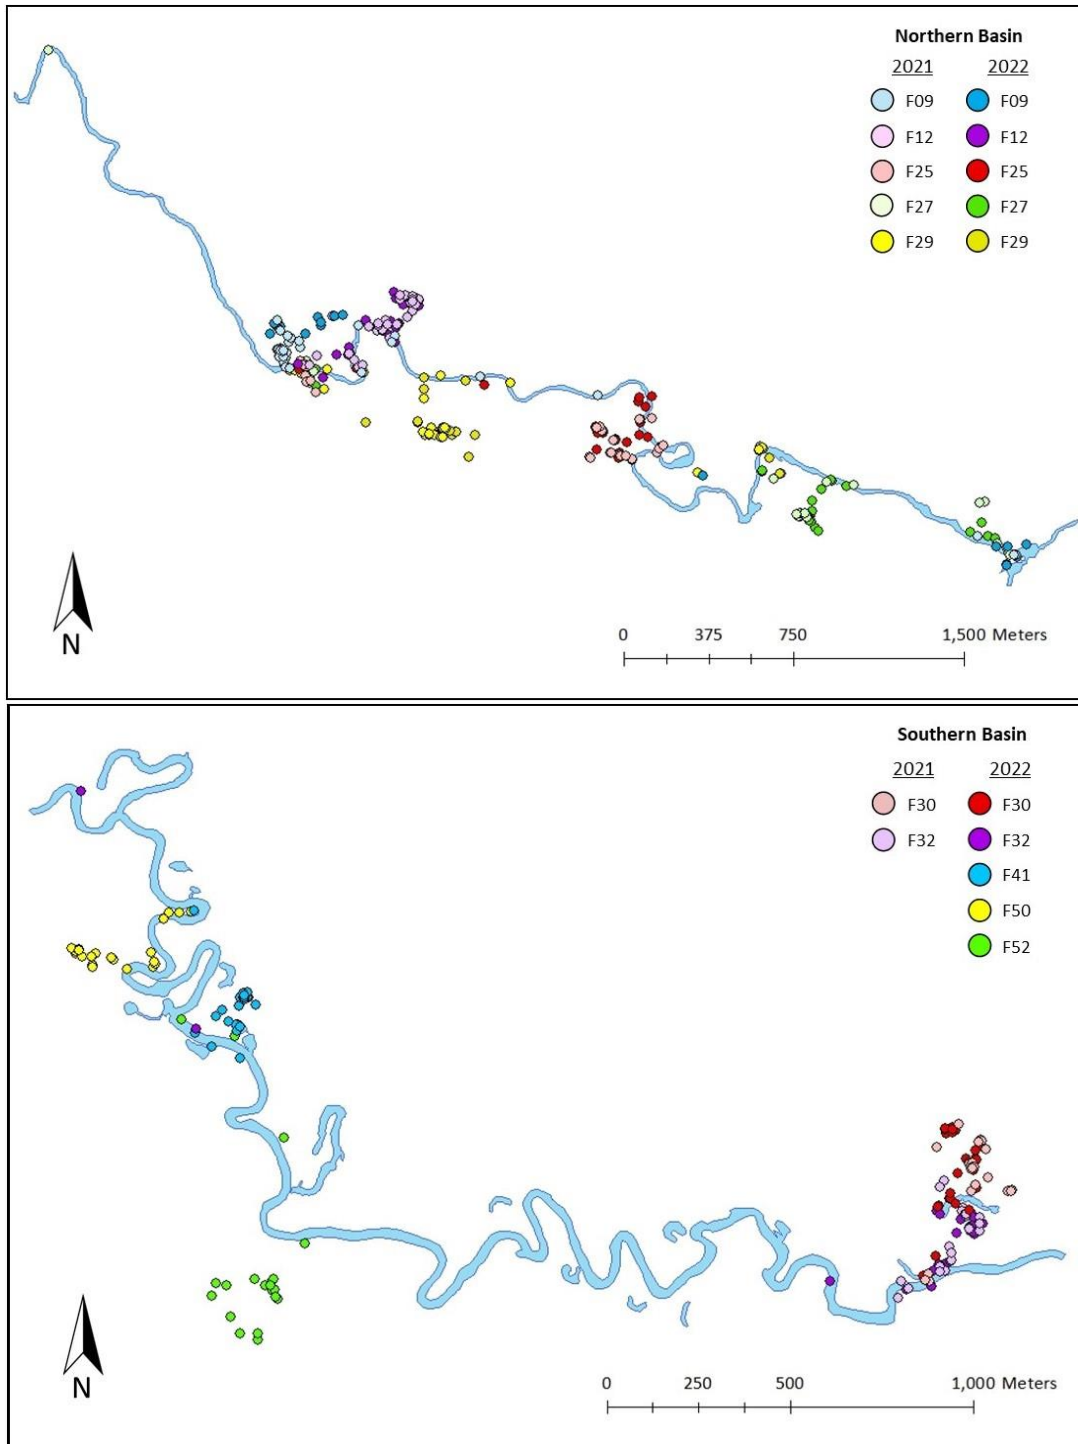 Northern Basin
2021 2022
F09 F09
F12 F12
F25 F25
F27 F27
F29 F29
N
0 375 750 1,500 Meters
Southern Basin
2021 2022
F30 F30
F32 F32
F41
F50
F52
N
0 250 500 1,000 Meters